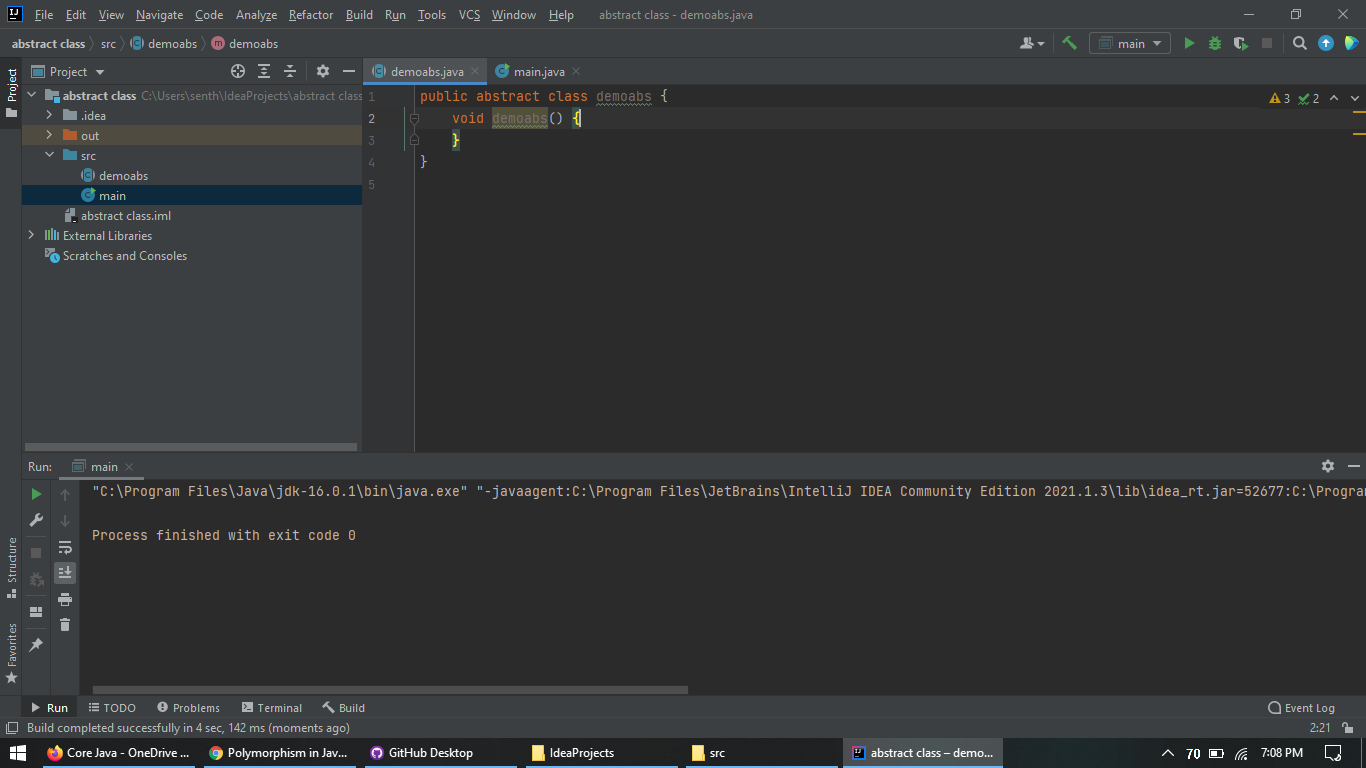 File Edit View Navigate Code Analyze Refactor Build Run Tools VCS Window Help abstract class - demoabs.java
abstract class src demoabs m demoabs main
Project demoabs.java main.java
Project
abstract class C:\Users\senth\IdeaProjects\abstract class
.idea
out
src
demoabs
main
abstract class.iml
External Libraries
Scratches and Consoles
1 public abstract class demoabs {
2 void demoabs() {
3 }
4 }
5
3 2
Run: main
"C:\Program Files\Java\jdk-16.0.1\bin\java.exe" "-javaagent:C:\Program Files\JetBrains\IntelliJ IDEA Community Edition 2021.1.3\lib\idea_rt.jar=52677:C:\Program
Process finished with exit code 0
Structure
Favorites
Run TODO Problems Terminal Build Event Log
Build completed successfully in 4 sec, 142 ms (moments ago) 2:21
Core Java - OneDrive ... Polymorphism in Jav... GitHub Desktop IdeaProjects src abstract class – demo... 70 7:08 PM